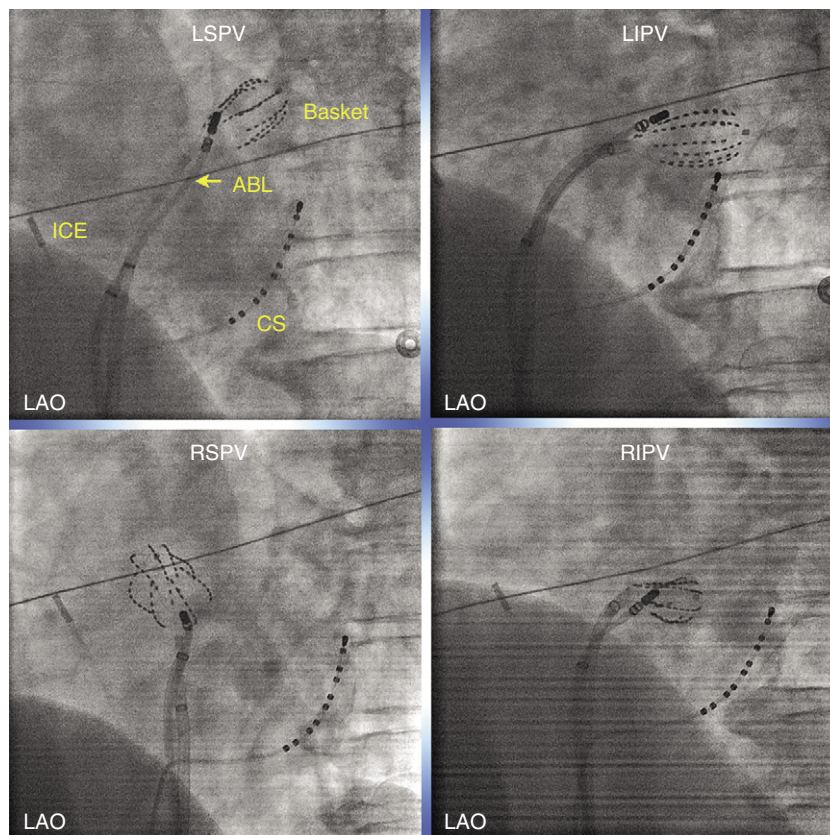 LSPV
Basket
ABL
ICE
CS
LAO
LIPV
LAO
RSPV
LAO
RIPV
LAO